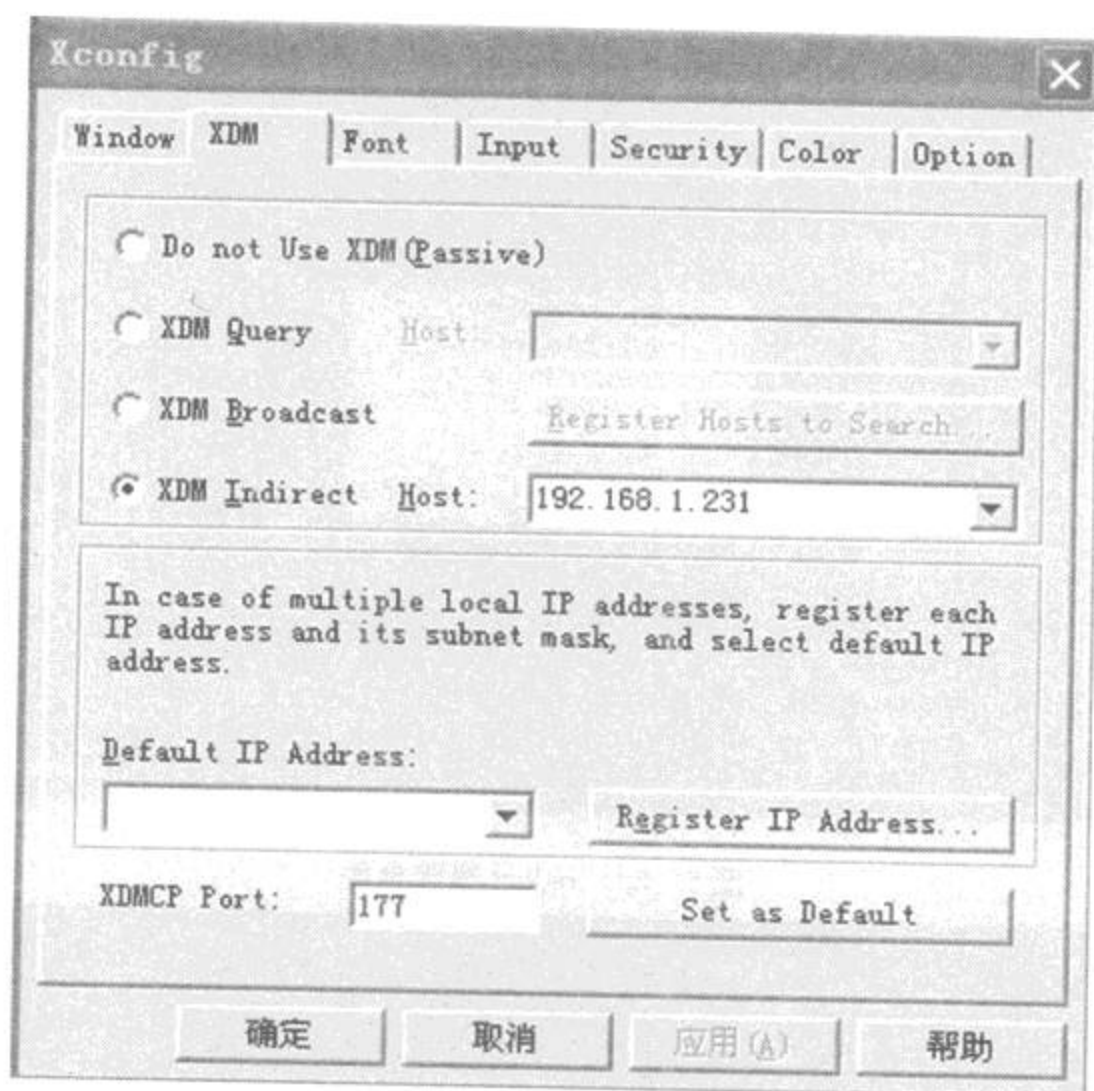 Xconfig
Window XDM Font Input Security Color Option
Do not Use XDM(Passive)
XDM Query Host:
XDM Broadcast Register Hosts to Search...
XDM Indirect Host: 192.168.1.231
In case of multiple local IP addresses, register each
IP address and its subnet mask, and select default IP
address.
Default IP Address:
Register IP Address...
XDMCP Port: 177 Set as Default
确定 取消 应用(A) 帮助